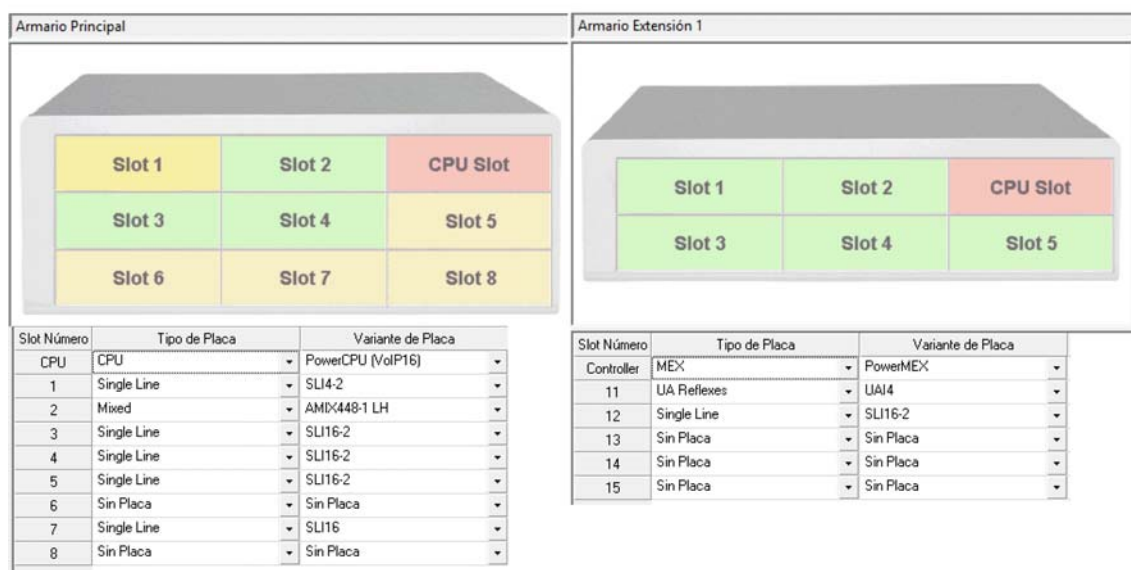 Armario Principal
Slot 1 Slot 2 CPU Slot
Slot 3 Slot 4 Slot 5
Slot 6 Slot 7 Slot 8
Slot Número Tipo de Placa Variante de Placa
CPU CPU PowerCPU (VoIP16)
1 Single Line SLI4-2
2 Mixed AMIX448-1 LH
3 Single Line SLI16-2
4 Single Line SLI16-2
5 Single Line SLI16-2
6 Sin Placa Sin Placa
7 Single Line SLI16
8 Sin Placa Sin Placa
Armario Extensión 1
Slot 1 Slot 2 CPU Slot
Slot 3 Slot 4 Slot 5
Slot Número Tipo de Placa Variante de Placa
Controller MEX PowerMEX
11 UA Reflexes UAI4
12 Single Line SLI16-2
13 Sin Placa Sin Placa
14 Sin Placa Sin Placa
15 Sin Placa Sin Placa